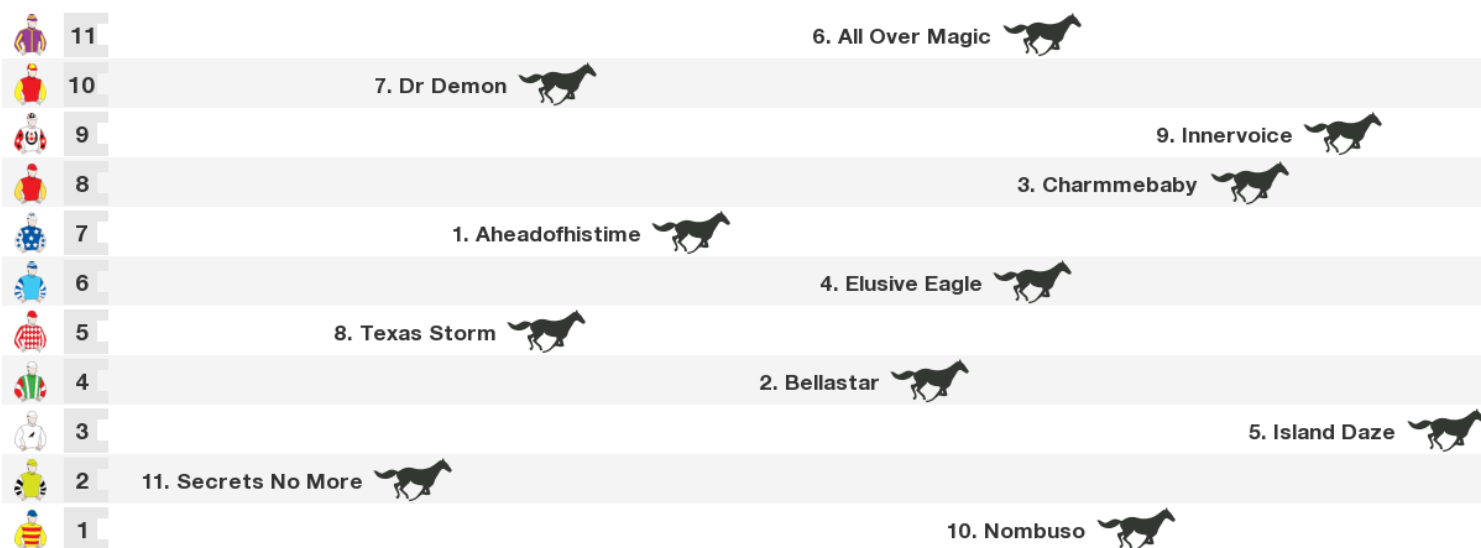 11 6. All Over Magic
10 7. Dr Demon
9 9. Innervoice
8 3. Charmmebaby
7 1. Aheadofhistime
6 4. Elusive Eagle
5 8. Texas Storm
4 2. Bellastar
3 5. Island Daze
2 11. Secrets No More
1 10. Nombuso